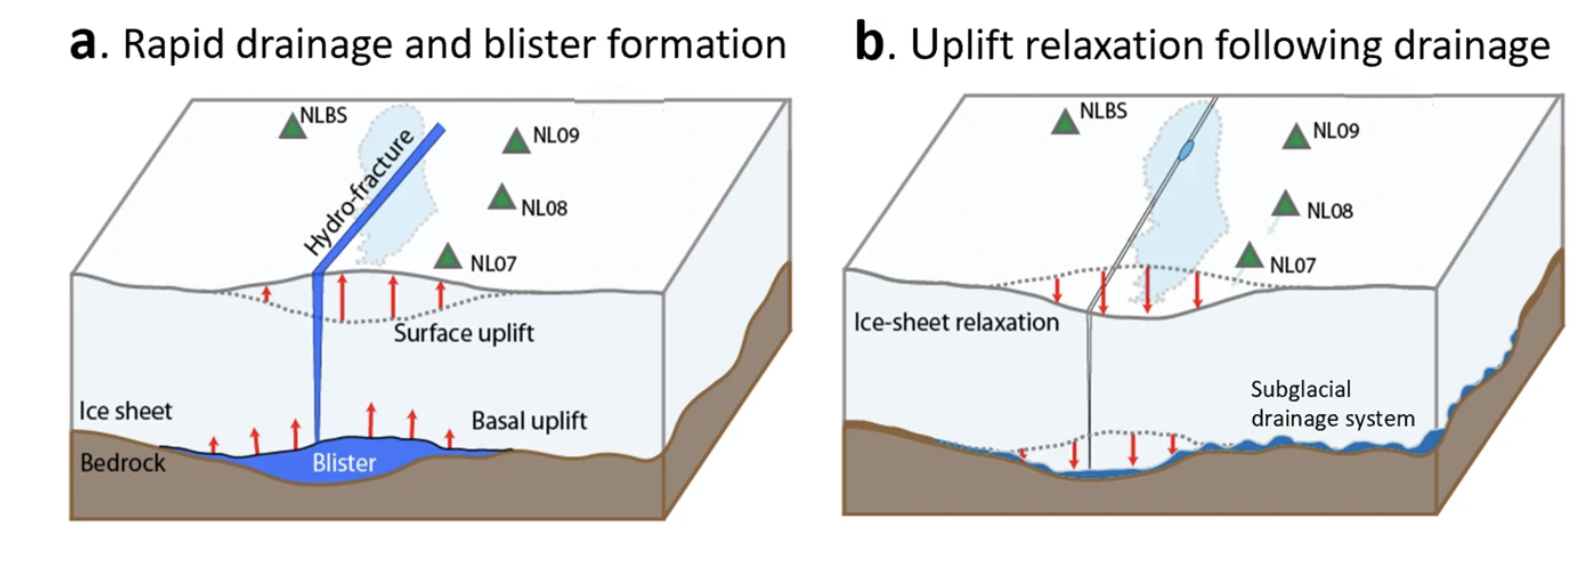 a. Rapid drainage and blister formation
NLBS
NL09
Hydro-fracture
NL08
NL07
Surface uplift
Ice sheet
Basal uplift
Bedrock
Blister
b. Uplift relaxation following drainage
NLBS
NL09
NL08
NL07
Ice-sheet relaxation
Subglacial
drainage system